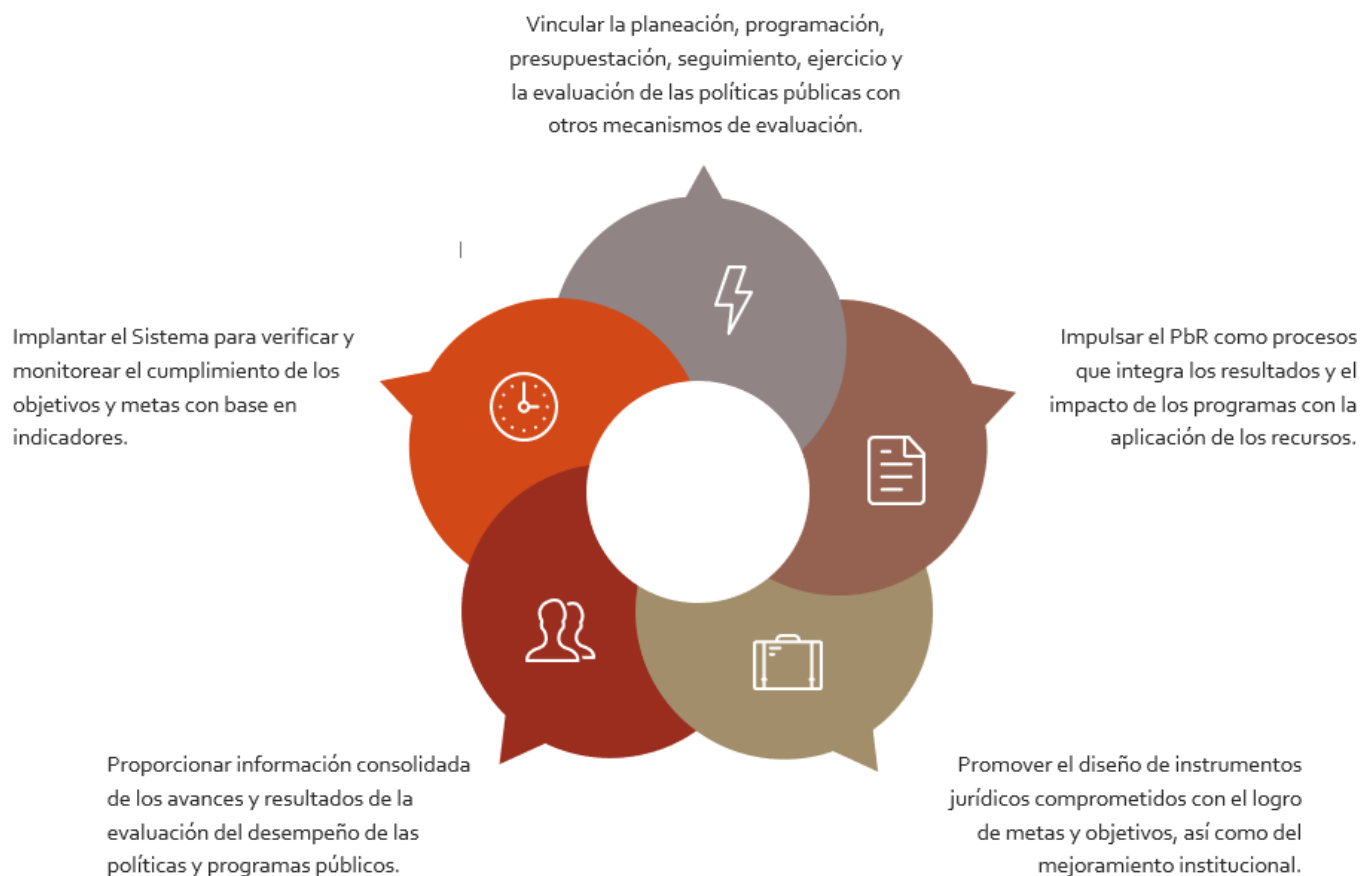 Vincular la planeación, programación,
presupuestación, seguimiento, ejercicio y
la evaluación de las políticas públicas con
otros mecanismos de evaluación.
Implantar el Sistema para verificar y
monitorear el cumplimiento de los
objetivos y metas con base en
indicadores.
Impulsar el PbR como procesos
que integra los resultados y el
impacto de los programas con la
aplicación de los recursos.
Proporcionar información consolidada
de los avances y resultados de la
evaluación del desempeño de las
políticas y programas públicos.
Promover el diseño de instrumentos
jurídicos comprometidos con el logro
de metas y objetivos, así como del
mejoramiento institucional.